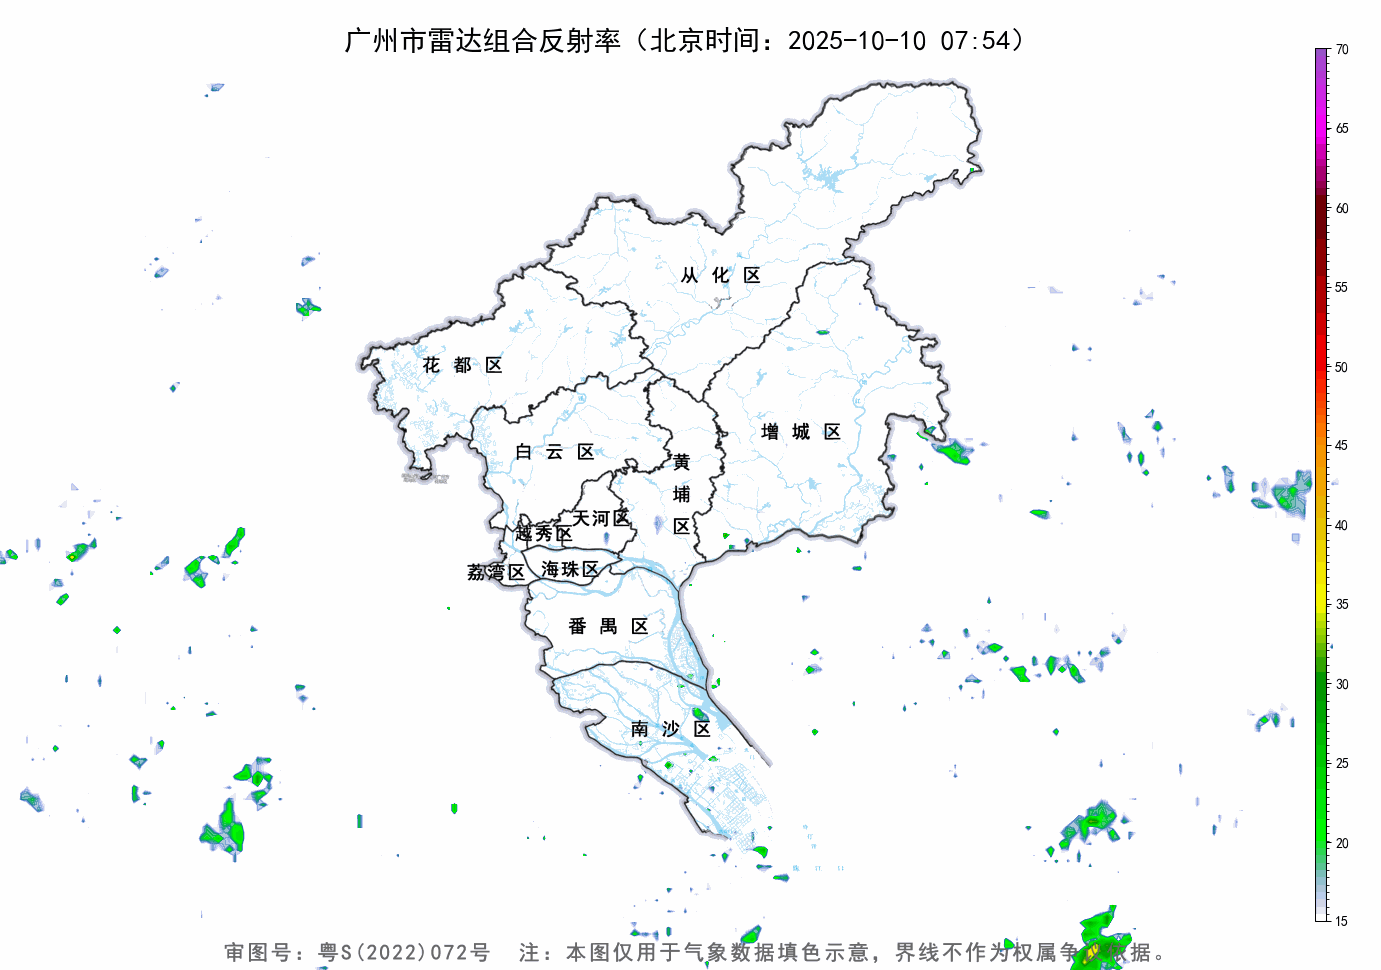 广州市雷达组合反射率（北京时间：2025-10-10 07:54）
70
65
60
55
50
45
40
35
30
25
20
15
从化区
花都区
增城区
白云区
黄埔区
天河区
越秀区
荔湾区
海珠区
番禺区
南沙区
审图号：粤S(2022)072号 注：本图仅用于气象数据填色示意，界线不作为权属争 依据。